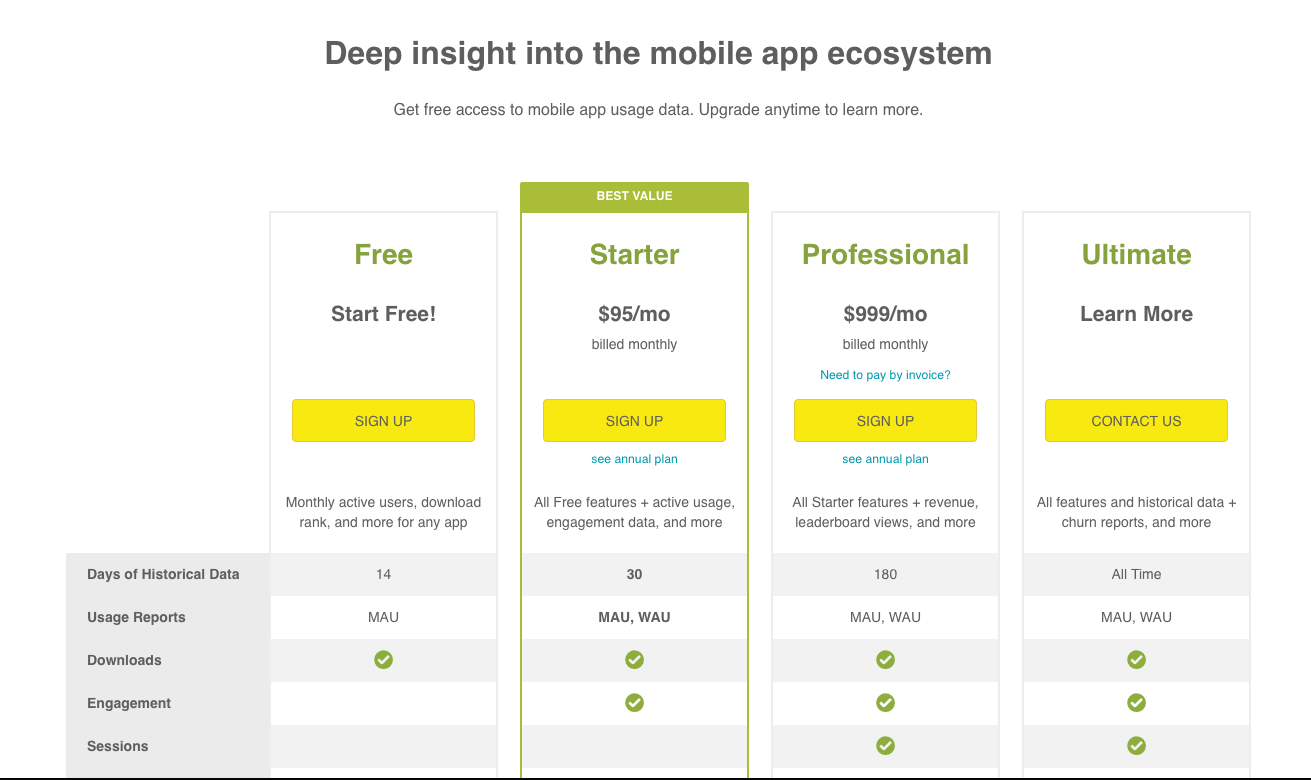 Deep insight into the mobile app ecosystem
Get free access to mobile app usage data. Upgrade anytime to learn more.
BEST VALUE
Free
Start Free!
SIGN UP
Monthly active users, download
rank, and more for any app
Starter
$95/mo
billed monthly
SIGN UP
see annual plan
All Free features + active usage,
engagement data, and more
Professional
$999/mo
billed monthly
Need to pay by invoice?
SIGN UP
see annual plan
All Starter features + revenue,
leaderboard views, and more
Ultimate
Learn More
CONTACT US
All features and historical data +
churn reports, and more
Days of Historical Data 14 30 180 All Time
Usage Reports MAU MAU, WAU MAU, WAU MAU, WAU
Downloads
Engagement
Sessions